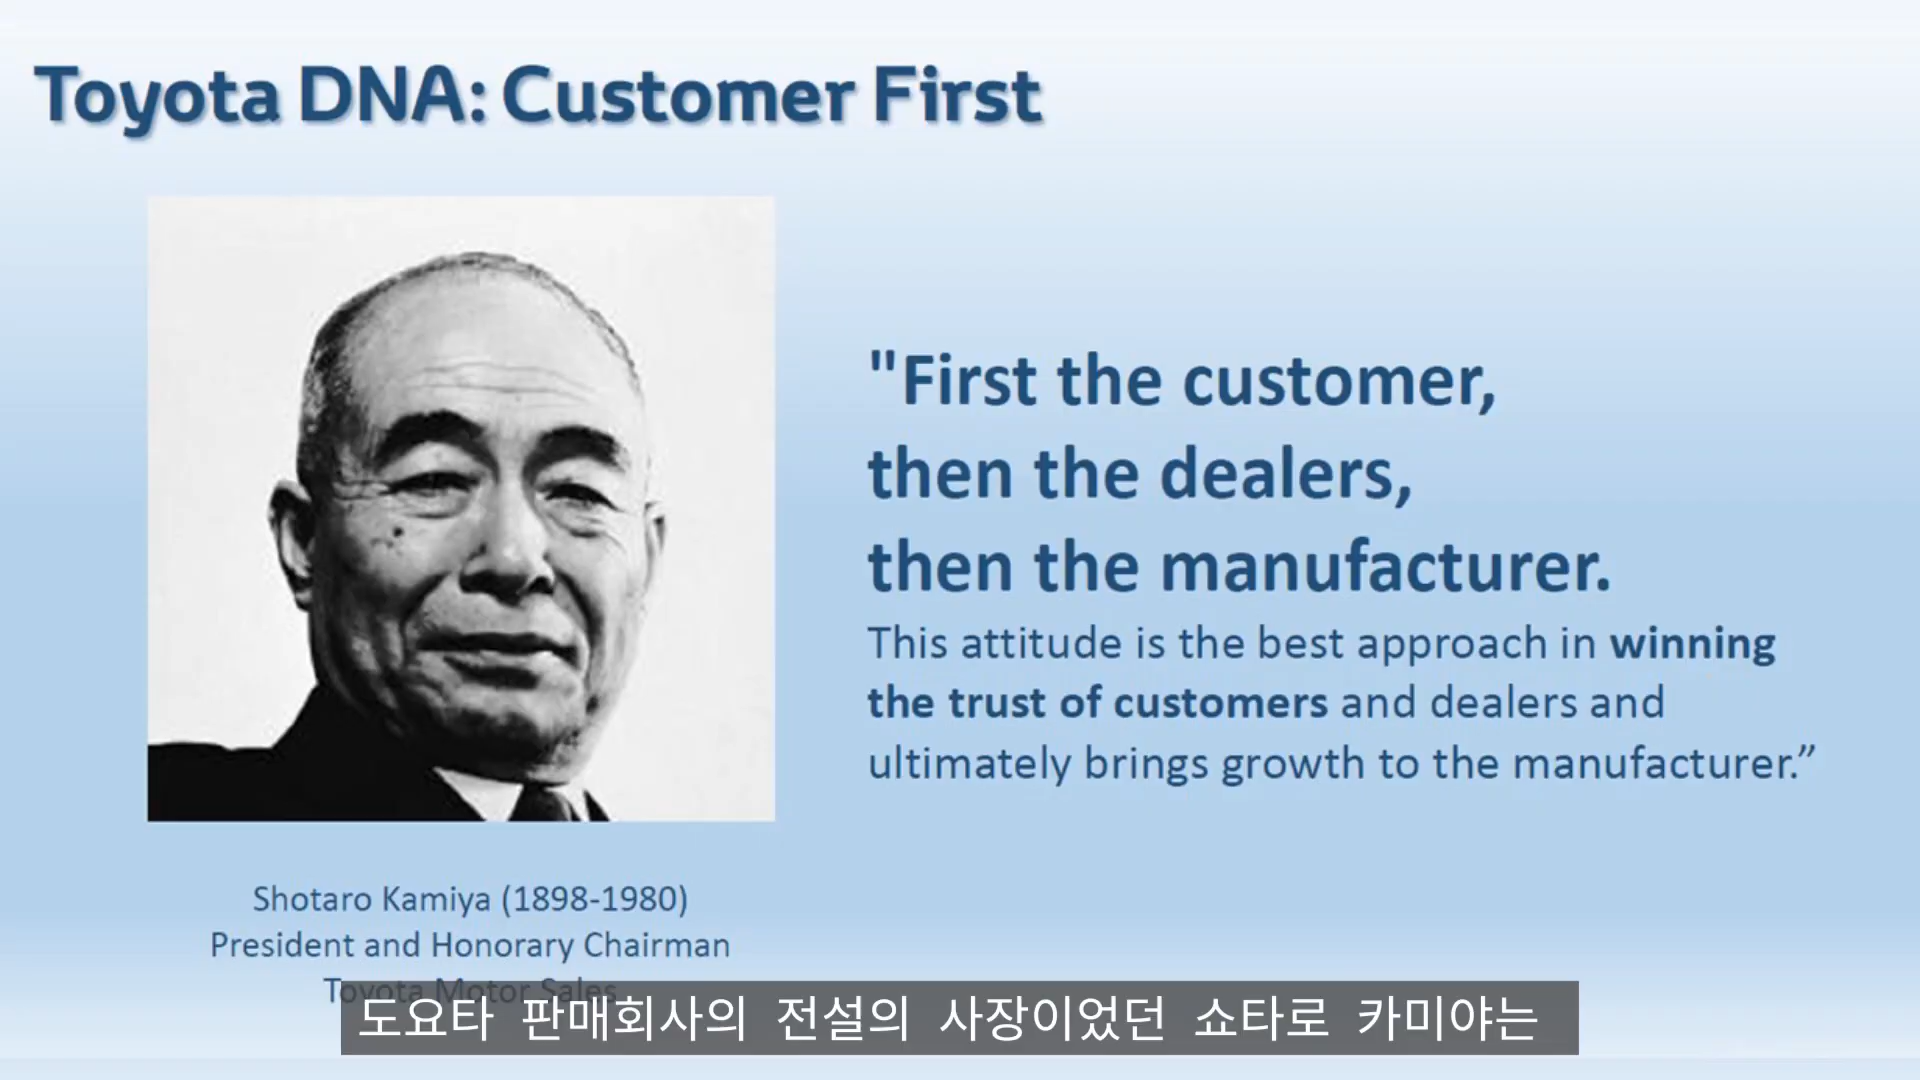 Toyota DNA: Customer First
"First the customer,
then the dealers,
then the manufacturer.
This attitude is the best approach in winning
the trust of customers and dealers and
ultimately brings growth to the manufacturer.”
Shotaro Kamiya (1898-1980)
President and Honorary Chairman
Toyota Motor Sales
도요타 판매회사의 전설의 사장이었던 쇼타로 카미야는